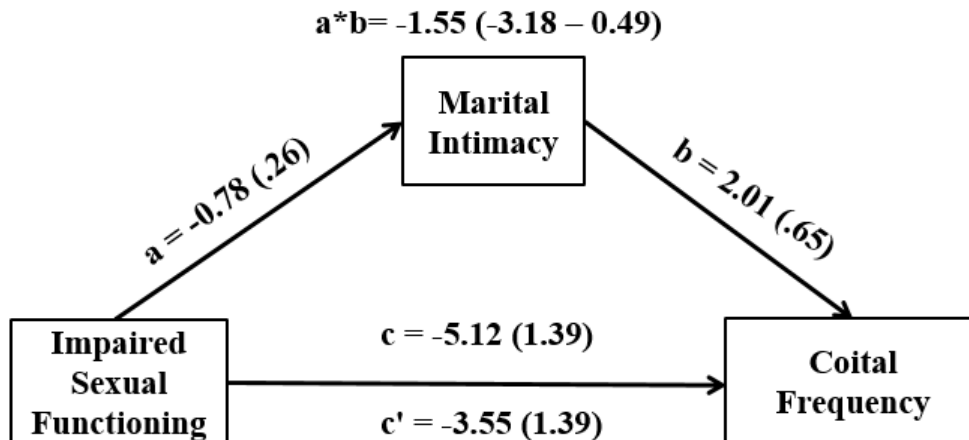 a*b= -1.55 (-3.18 – 0.49)
Marital
Intimacy
a = -0.78 (.26)
b = 2.01 (.65)
Impaired
Sexual
Functioning
c = -5.12 (1.39)
c' = -3.55 (1.39)
Coital
Frequency